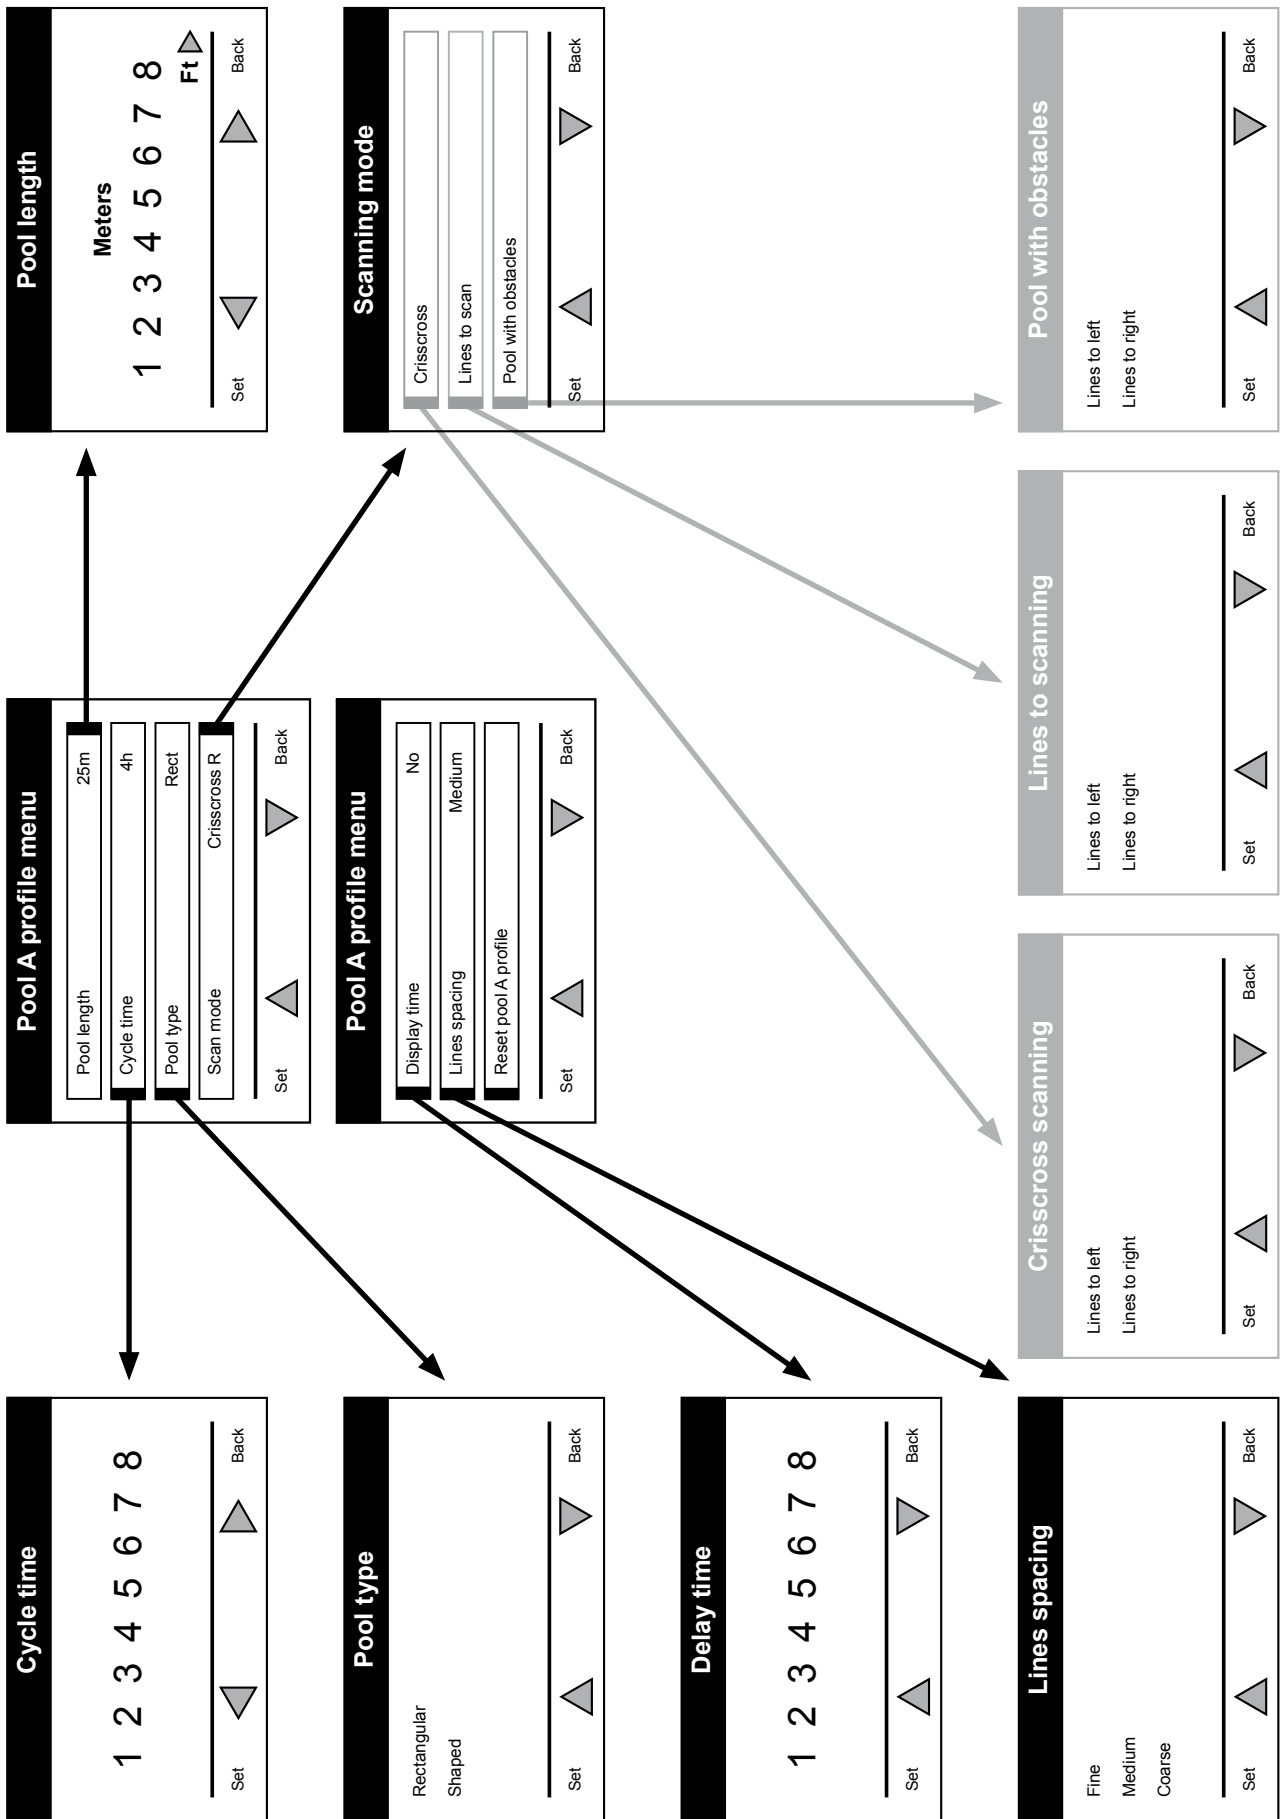 Cycle time
1 2 3 4 5 6 7 8
Set
Back
Pool A profile menu
Pool length 25m
Cycle time 4h
Pool type Rect
Scan mode Crisscross R
Set
Back
Pool length
Meters
1 2 3 4 5 6 7 8
Ft
Set
Back
Pool type
Rectangular
Shaped
Set
Back
Pool A profile menu
Display time No
Lines spacing Medium
Reset pool A profile
Set
Back
Scanning mode
Crisscross
Lines to scan
Pool with obstacles
Set
Back
Delay time
1 2 3 4 5 6 7 8
Set
Back
Lines spacing
Fine
Medium
Coarse
Set
Back
Crisscross scanning
Lines to left
Lines to right
Set
Back
Lines to scanning
Lines to left
Lines to right
Set
Back
Pool with obstacles
Lines to left
Lines to right
Set
Back